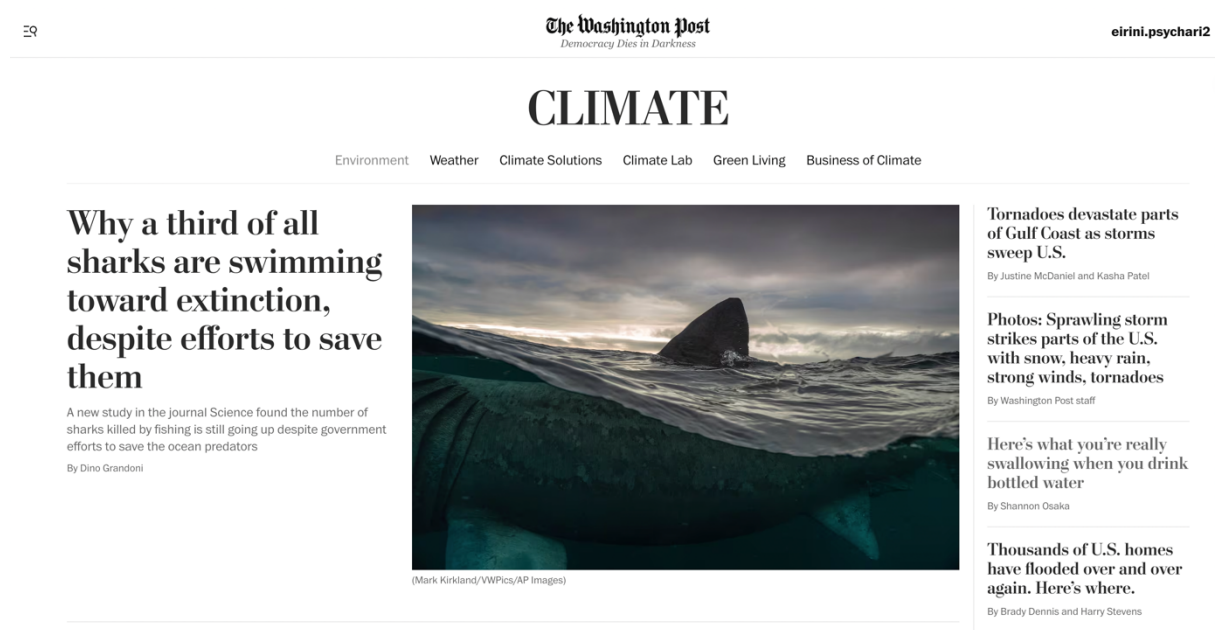 The Washington Post
Democracy Dies in Darkness
eirini.psychari2
CLIMATE
Environment Weather Climate Solutions Climate Lab Green Living Business of Climate
Why a third of all
sharks are swimming
toward extinction,
despite efforts to save
them
A new study in the journal Science found the number of
sharks killed by fishing is still going up despite government
efforts to save the ocean predators
By Dino Grandoni
(Mark Kirkland/VWPics/AP Images)
Tornadoes devastate parts
of Gulf Coast as storms
sweep U.S.
By Justine McDaniel and Kasha Patel
Photos: Sprawling storm
strikes parts of the U.S.
with snow, heavy rain,
strong winds, tornadoes
By Washington Post staff
Here’s what you’re really
swallowing when you drink
bottled water
By Shannon Osaka
Thousands of U.S. homes
have flooded over and over
again. Here’s where.
By Brady Dennis and Harry Stevens